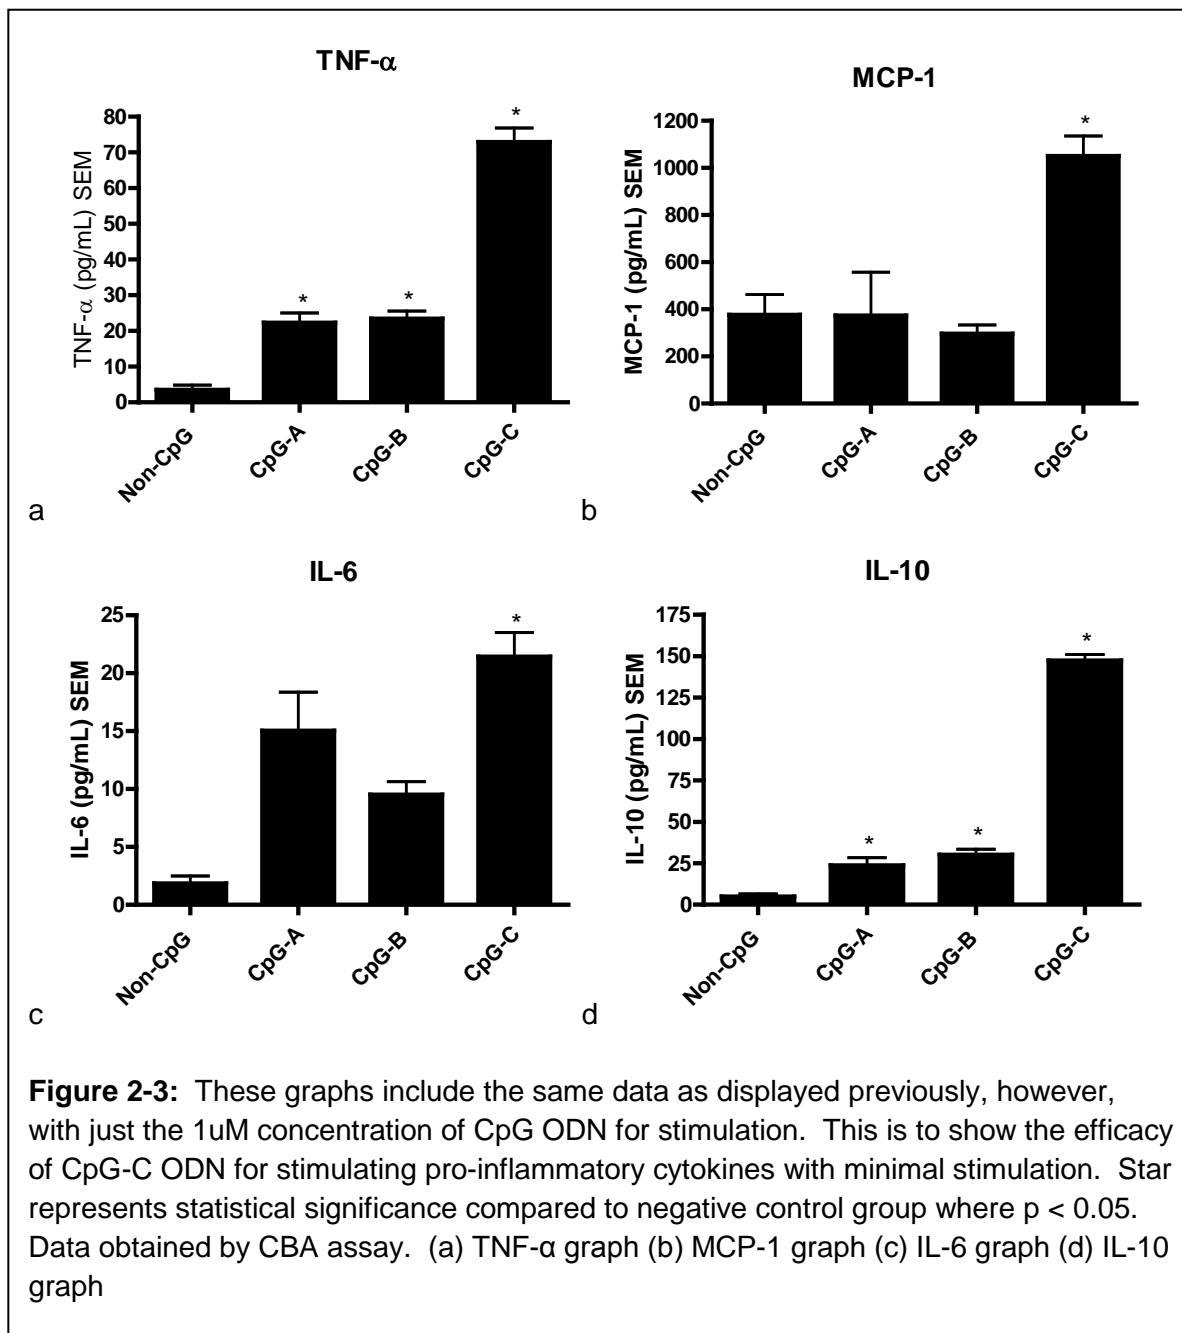 TNF-α
TNF-α (pg/mL) SEM
80
70
60
50
40
30
20
10
0
*
*
*
Non-CpG
CpG-A
CpG-B
CpG-C
a
MCP-1
MCP-1 (pg/mL) SEM
1200
1000
800
600
400
200
0
*
Non-CpG
CpG-A
CpG-B
CpG-C
b
IL-6
IL-6 (pg/mL) SEM
25
20
15
10
5
0
*
Non-CpG
CpG-A
CpG-B
CpG-C
c
IL-10
IL-10 (pg/mL) SEM
175
150
125
100
75
50
25
0
*
*
*
Non-CpG
CpG-A
CpG-B
CpG-C
d
Figure 2-3: These graphs include the same data as displayed previously, however,
with just the 1uM concentration of CpG ODN for stimulation. This is to show the efficacy
of CpG-C ODN for stimulating pro-inflammatory cytokines with minimal stimulation. Star
represents statistical significance compared to negative control group where p < 0.05.
Data obtained by CBA assay. (a) TNF-α graph (b) MCP-1 graph (c) IL-6 graph (d) IL-10
graph